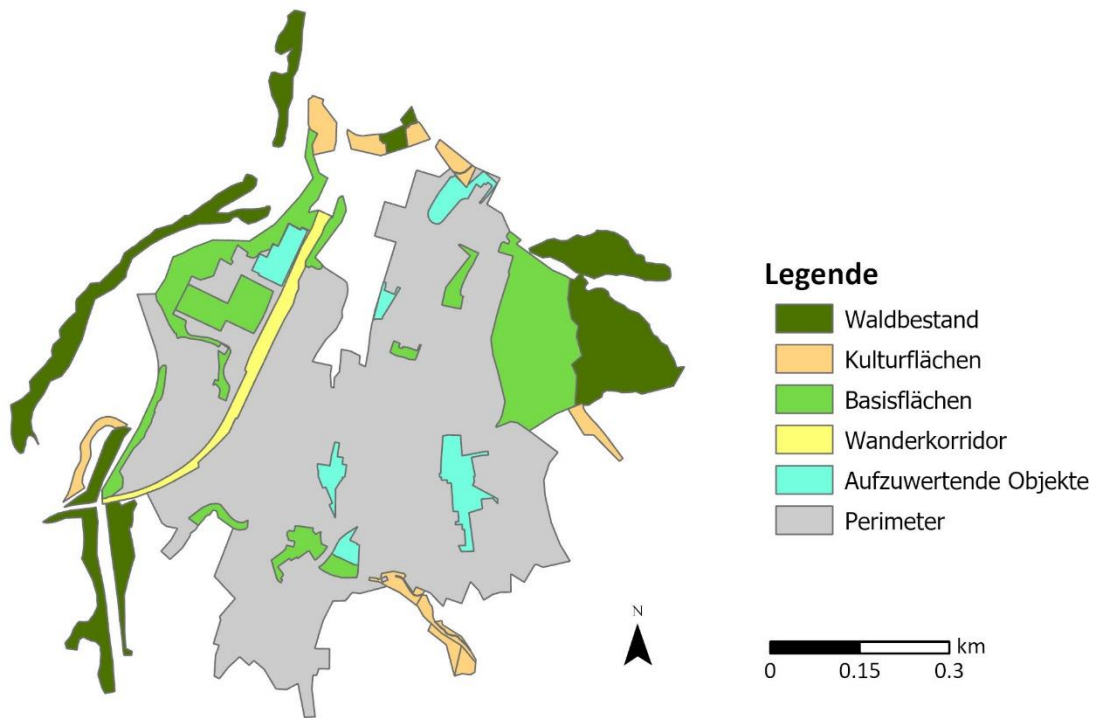 Legende
Waldbestand
Kulturflächen
Basisflächen
Wanderkorridor
Aufzuwertende Objekte
Perimeter
N
km
0 0.15 0.3